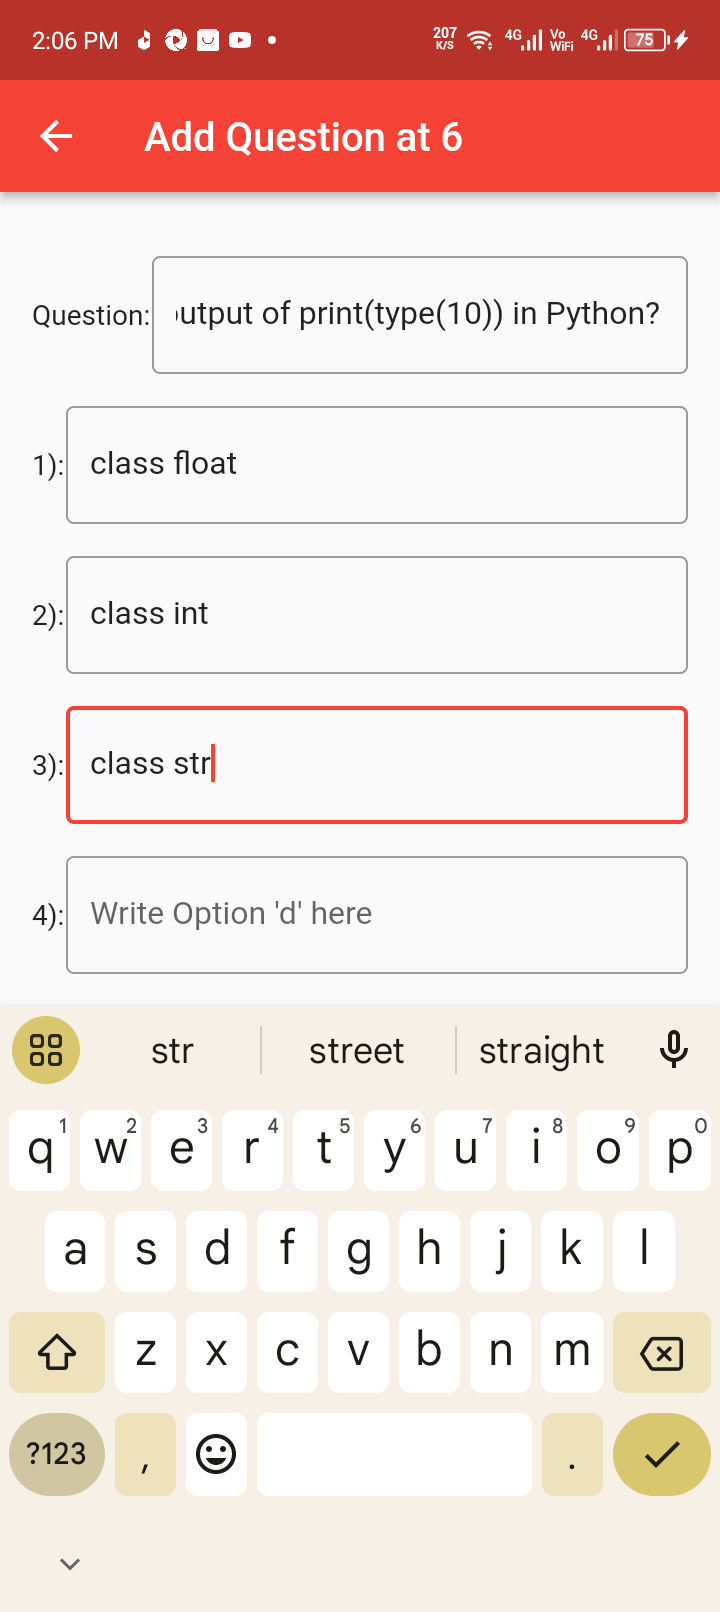 2:06 PM 207 K/S 4G Vo WiFi 4G 75
Add Question at 6
Question: output of print(type(10)) in Python?
1): class float
2): class int
3): class str
4): Write Option 'd' here
str street straight
q1 w2 e3 r4 t5 y6 u7 i8 o9 p0
a s d f g h j k l
z x c v b n m
?123 , .